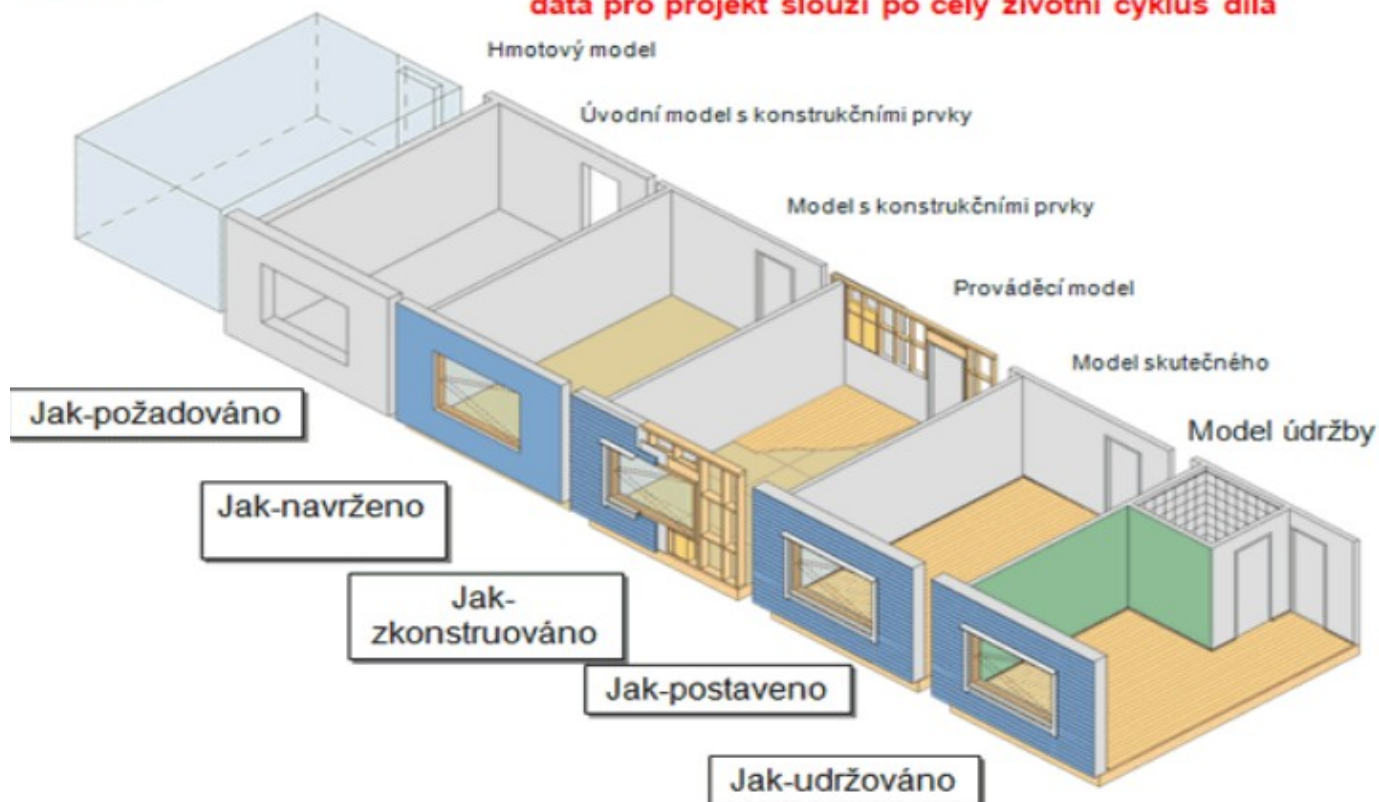 data pro projekt slouží po celý životní cyklus díla
Hmotový model
Úvodní model s konstrukčními prvky
Model s konstrukčními prvky
Prováděcí model
Model skutečného
Model údržby
Jak-požadováno
Jak-navrženo
Jak-
zkonstruováno
Jak-postaveno
Jak-udržováno